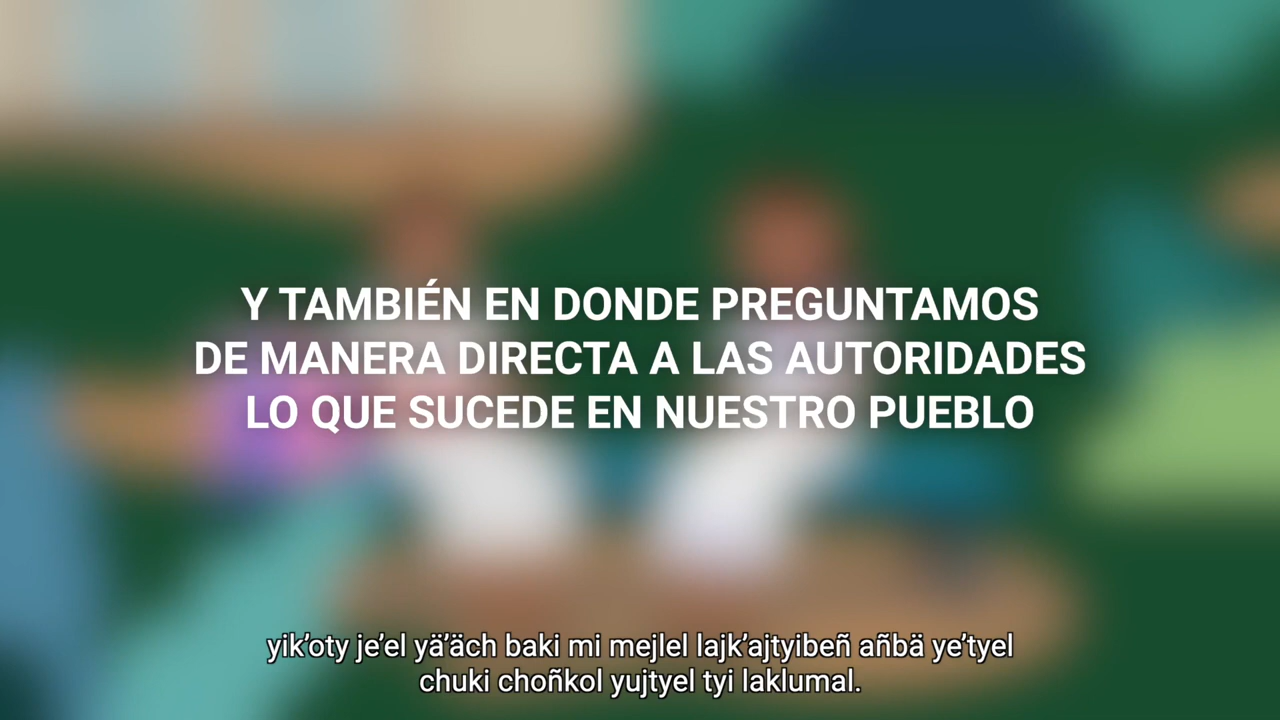 Y TAMBIÉN EN DONDE PREGUNTAMOS
DE MANERA DIRECTA A LAS AUTORIDADES
LO QUE SUCEDE EN NUESTRO PUEBLO
yik’oty je’el yä’äch baki mi mejlel lajk’ajtyibeñ añbä ye’tyel
chuki choñkol yujtyel tyi laklumal.